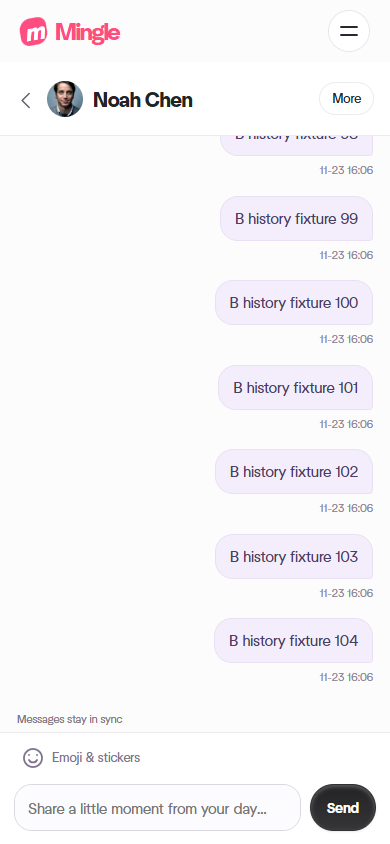 Mingle
Noah Chen
More
B history fixture 98
11-23 16:06
B history fixture 99
11-23 16:06
B history fixture 100
11-23 16:06
B history fixture 101
11-23 16:06
B history fixture 102
11-23 16:06
B history fixture 103
11-23 16:06
B history fixture 104
11-23 16:06
Messages stay in sync
Emoji & stickers
Share a little moment from your day...
Send